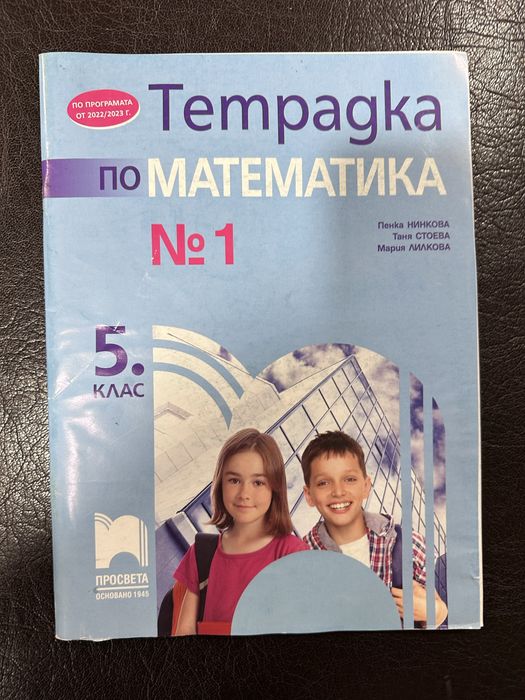 ПО ПРОГРАМАТА
ОТ 2022/2023 Г.
Тетрадка
по МАТЕМАТИКА
№ 1
Пенка НИНКОВА
Таня СТОЕВА
Мария ЛИЛКОВА
5.
КЛАС
ПРОСВЕТА
ОСНОВАНО 1945